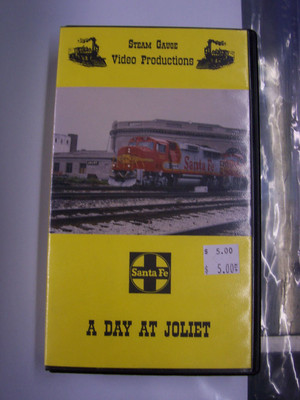 Steam Gauge
Video Productions
Santa Fe
Santa Fe
$ 5.00
$ 5.00
A DAY AT JOLIET